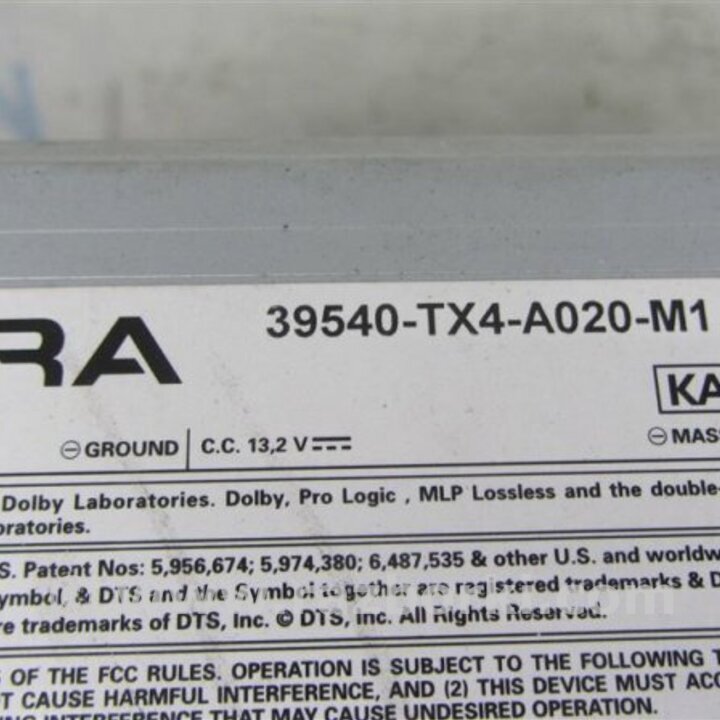 39540-TX4-A020-M1
RA
KA
⊖GROUND C.C. 13,2 V⎓
⊖MAS
Dolby Laboratories. Dolby, Pro Logic , MLP Lossless and the double-
oratories.
S. Patent Nos: 5,956,674; 5,974,380; 6,487,535 & other U.S. and worldw
ymbol, & DTS and the Symbol together are registered trademarks & D
re trademarks of DTS, Inc. © DTS, Inc. All Rights Reserved.
OF THE FCC RULES. OPERATION IS SUBJECT TO THE FOLLOWING T
T CAUSE HARMFUL INTERFERENCE, AND (2) THIS DEVICE MUST ACC
NG INTERFERENCE THAT MAY CAUSE UNDESIRED OPERATION.